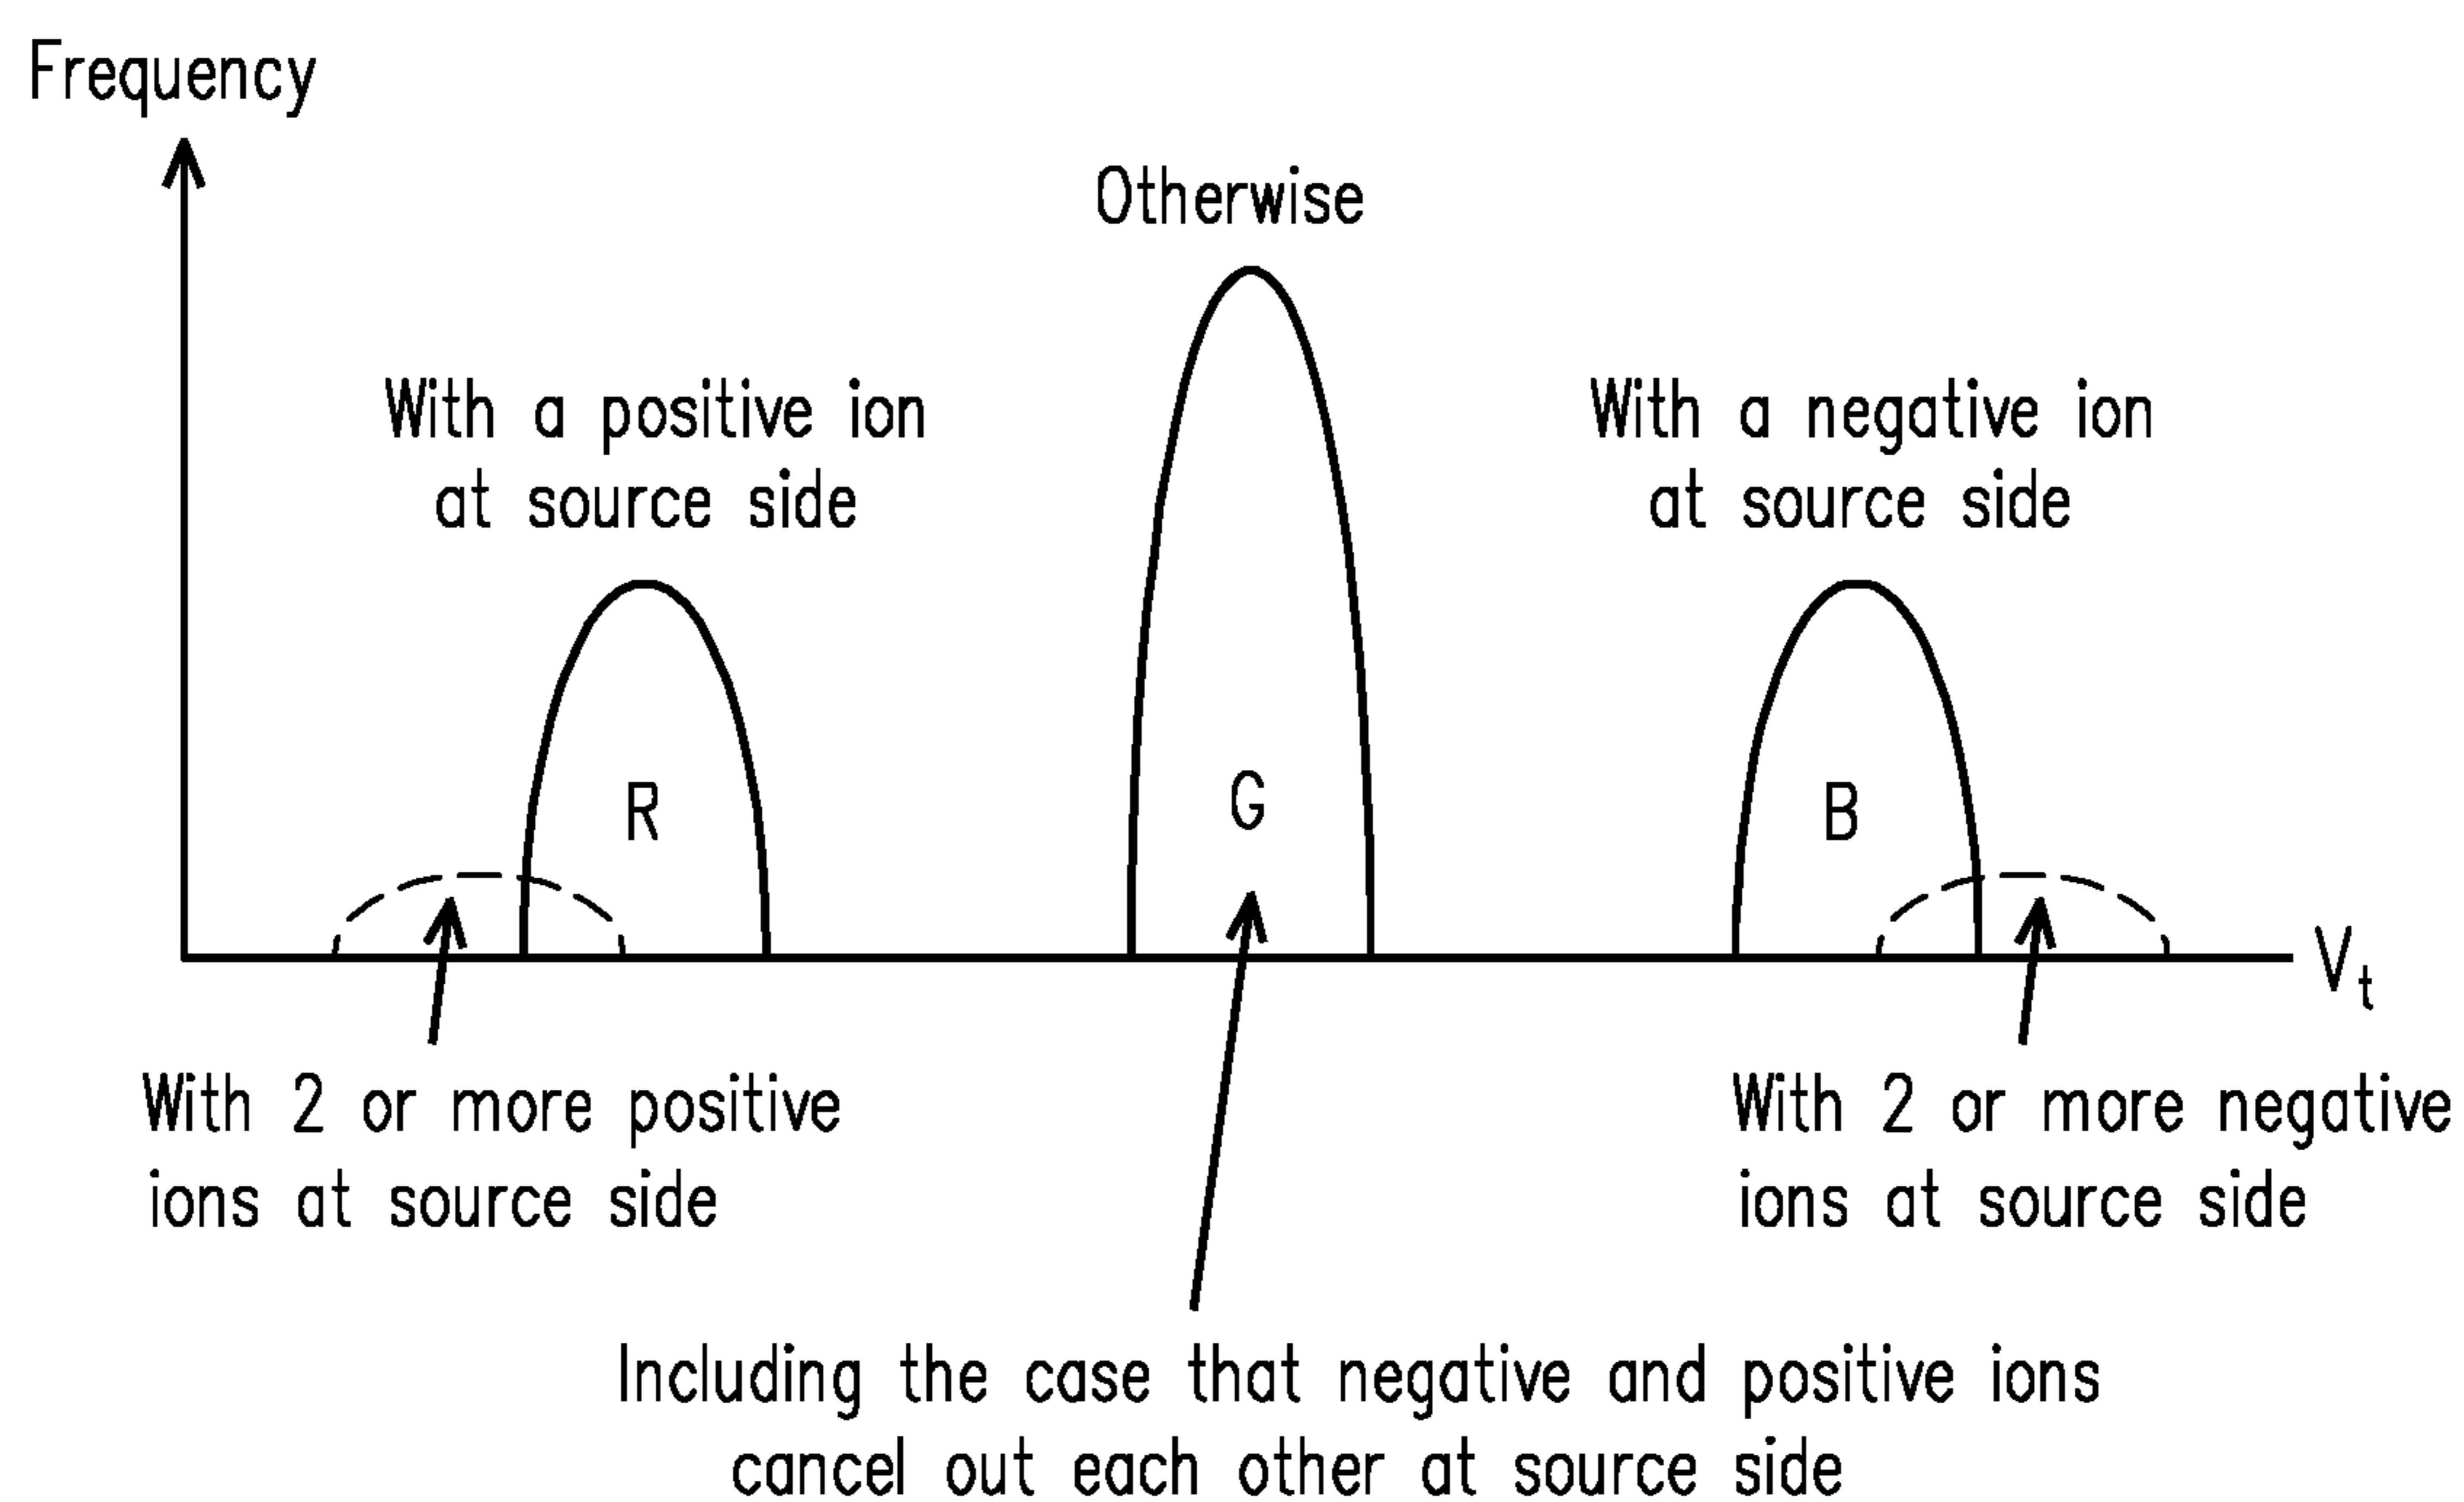 Frequency
Otherwise
With a positive ion
at source side
With a negative ion
at source side
R
G
B
Vt
With 2 or more positive
ions at source side
With 2 or more negative
ions at source side
Including the case that negative and positive ions
cancel out each other at source side